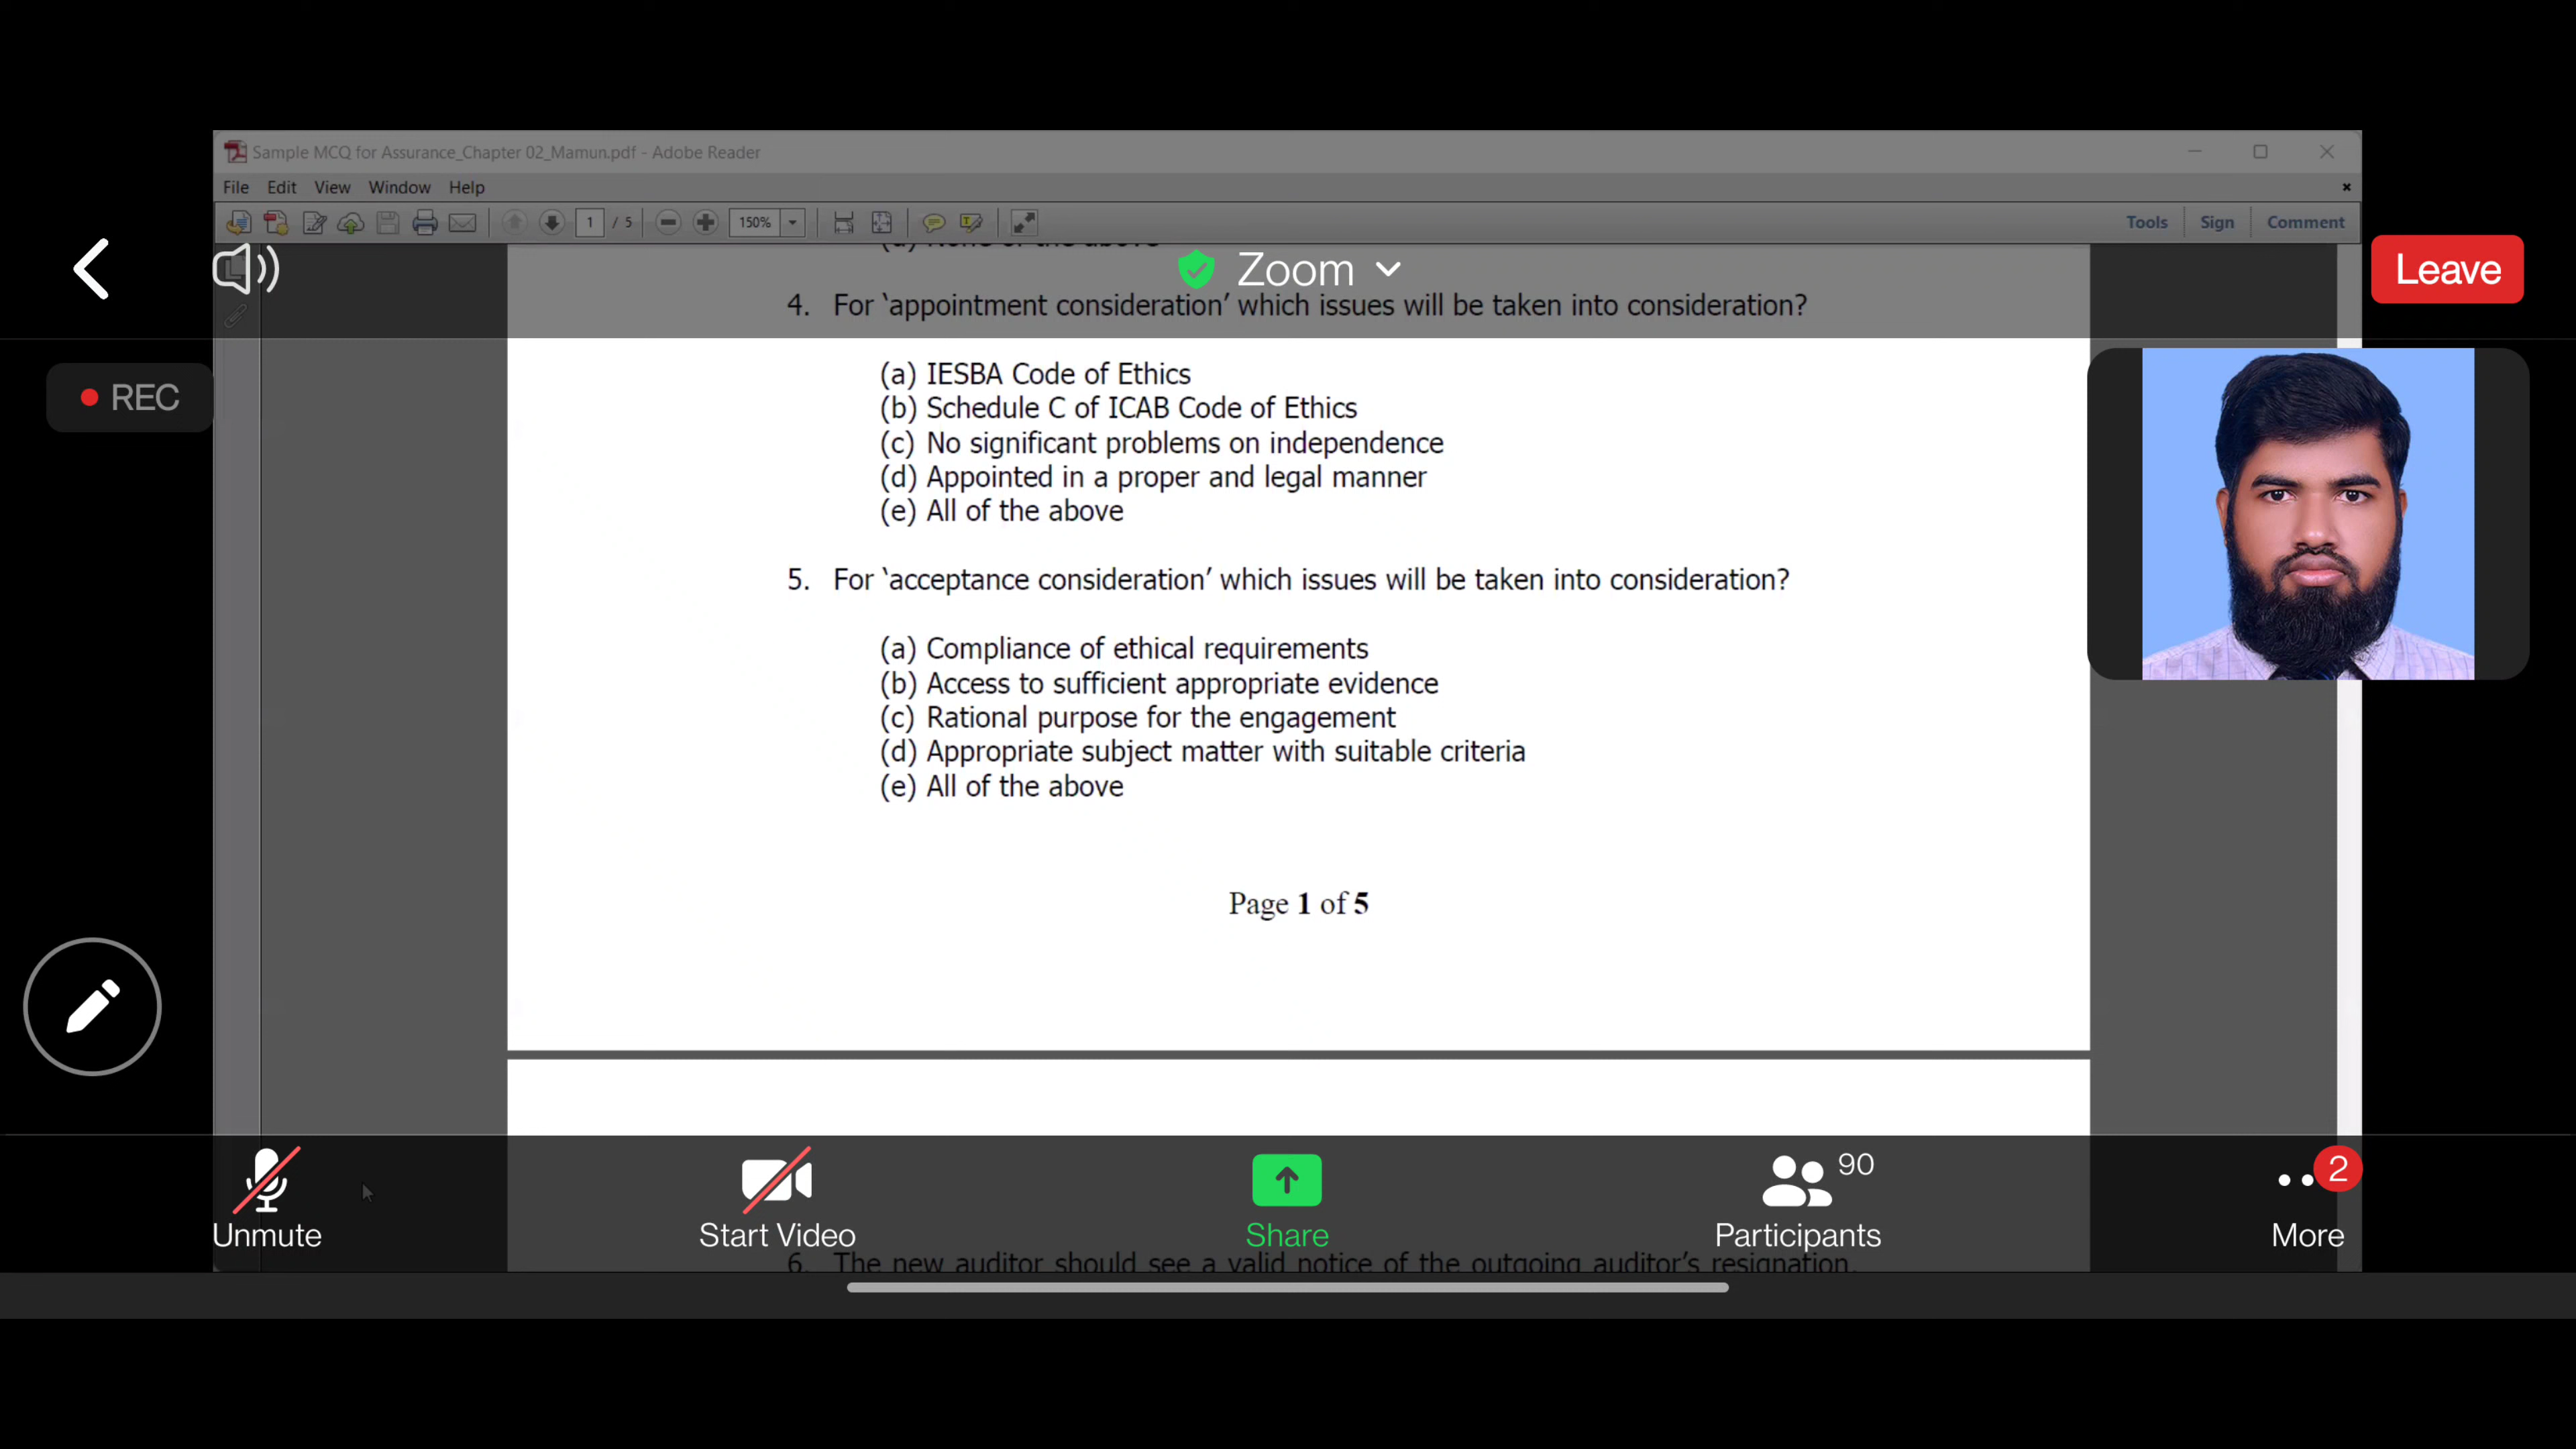 Sample MCQ for Assurance_Chapter 02_Mamun.pdf - Adobe Reader
File Edit View Window Help
1 / 5 150% Tools Sign Comment
(d) None of the above
Zoom
Leave
4. For ‘appointment consideration’ which issues will be taken into consideration?
REC
(a) IESBA Code of Ethics
(b) Schedule C of ICAB Code of Ethics
(c) No significant problems on independence
(d) Appointed in a proper and legal manner
(e) All of the above
5. For ‘acceptance consideration’ which issues will be taken into consideration?
(a) Compliance of ethical requirements
(b) Access to sufficient appropriate evidence
(c) Rational purpose for the engagement
(d) Appropriate subject matter with suitable criteria
(e) All of the above
Page 1 of 5
90
2
Unmute
Start Video
Share
Participants
More
6. The new auditor should see a valid notice of the outgoing auditor’s resignation.